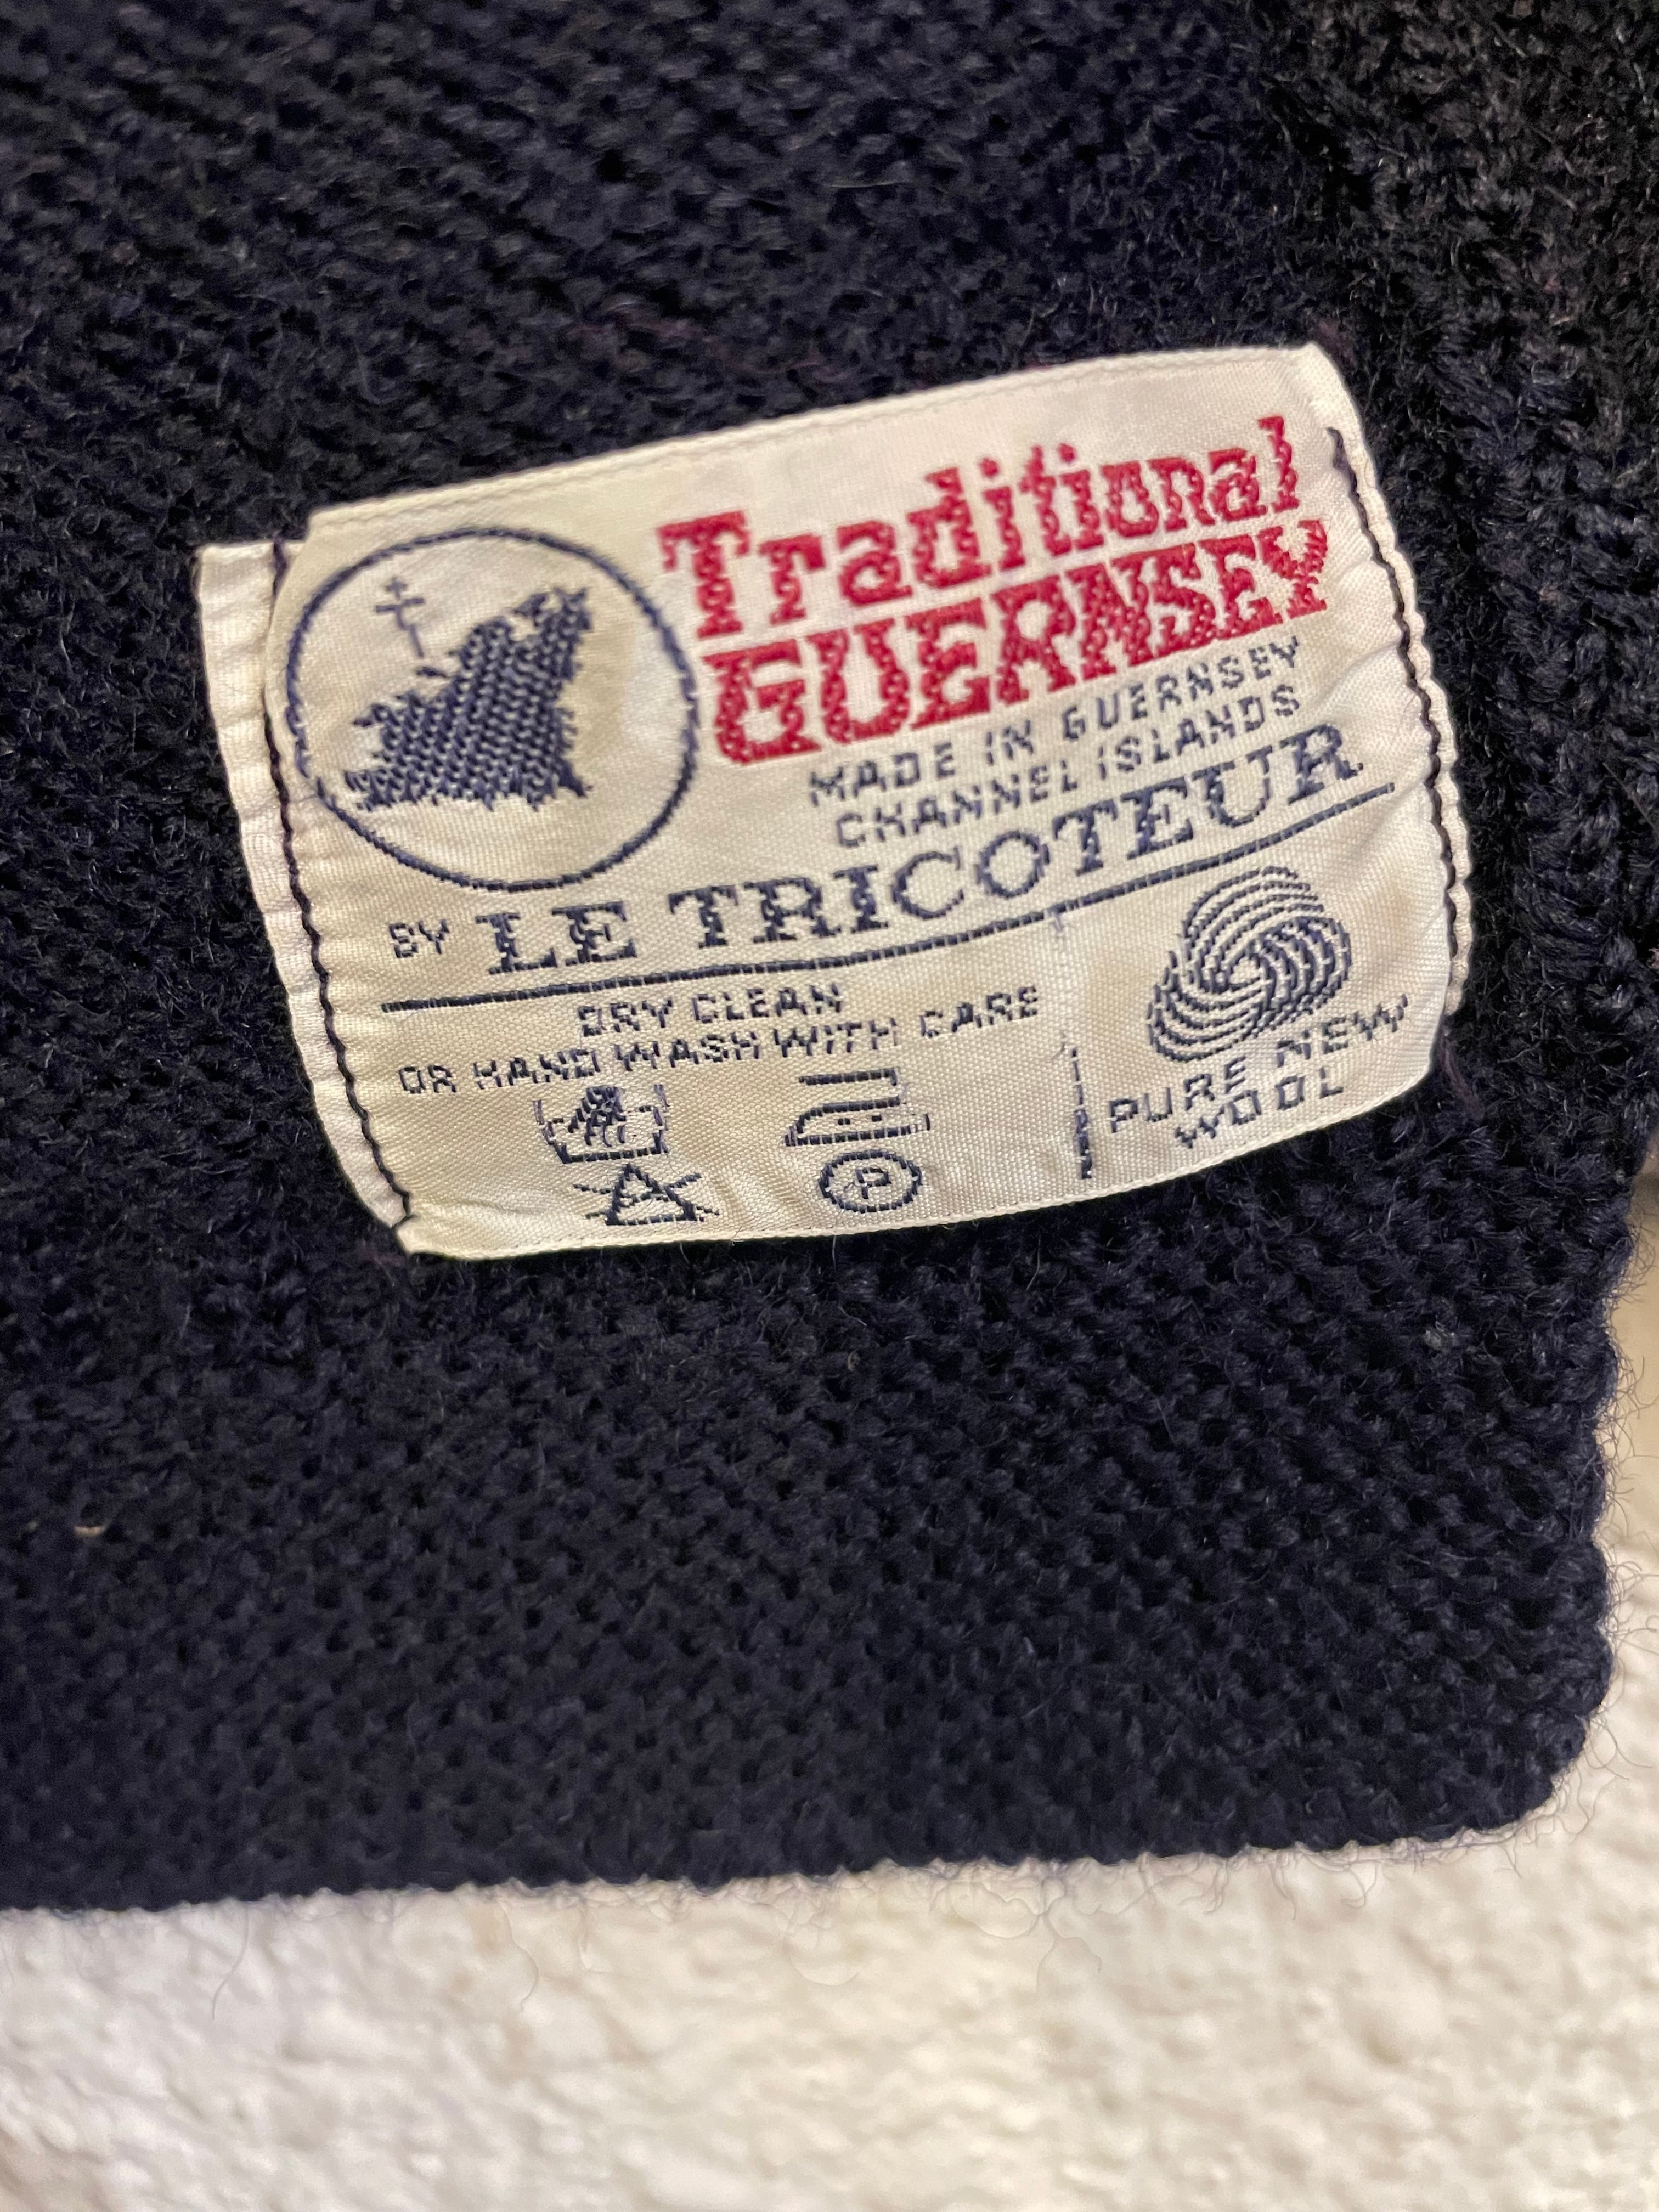 Traditional
GUERNSEY
MADE IN GUERNSEY
CHANNEL ISLANDS
BY LE TRICOTEUR
DRY CLEAN
OR HAND WASH WITH CARE
P
PURE NEW
WOOL